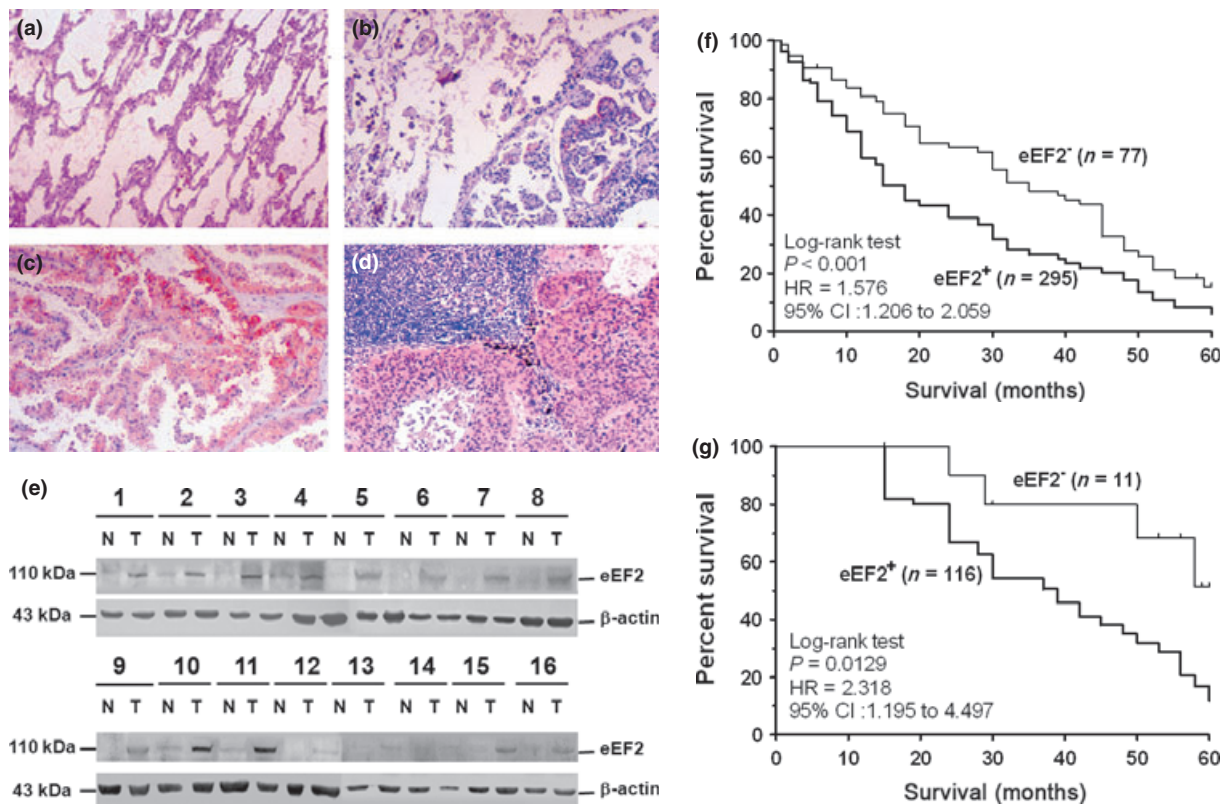 (a)
(b)
(c)
(d)
(e)
1 2 3 4 5 6 7 8
N T N T N T N T N T N T N T N T
110 kDa eEF2
43 kDa β-actin
9 10 11 12 13 14 15 16
N T N T N T N T N T N T N T N T
110 kDa eEF2
43 kDa β-actin
(f)
Percent survival
100
80
60
40
20
0
eEF2⁻ (n = 77)
eEF2⁺ (n = 295)
Log-rank test
P < 0.001
HR = 1.576
95% CI :1.206 to 2.059
0 10 20 30 40 50 60
Survival (months)
(g)
Percent survival
100
80
60
40
20
0
eEF2⁻ (n = 11)
eEF2⁺ (n = 116)
Log-rank test
P = 0.0129
HR = 2.318
95% CI :1.195 to 4.497
0 10 20 30 40 50 60
Survival (months)